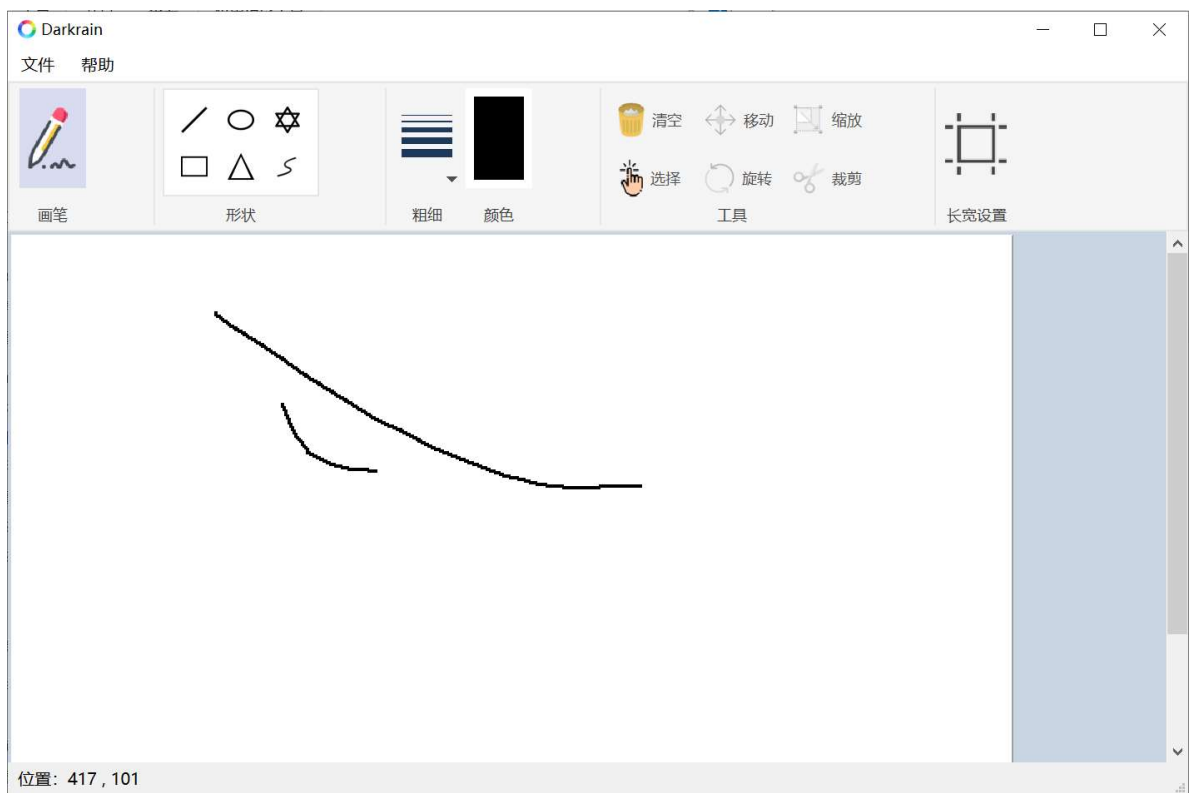 Darkrain
文件 帮助
清空 移动 缩放
选择 旋转 裁剪
画笔 形状 粗细 颜色 工具 长宽设置
位置: 417 , 101